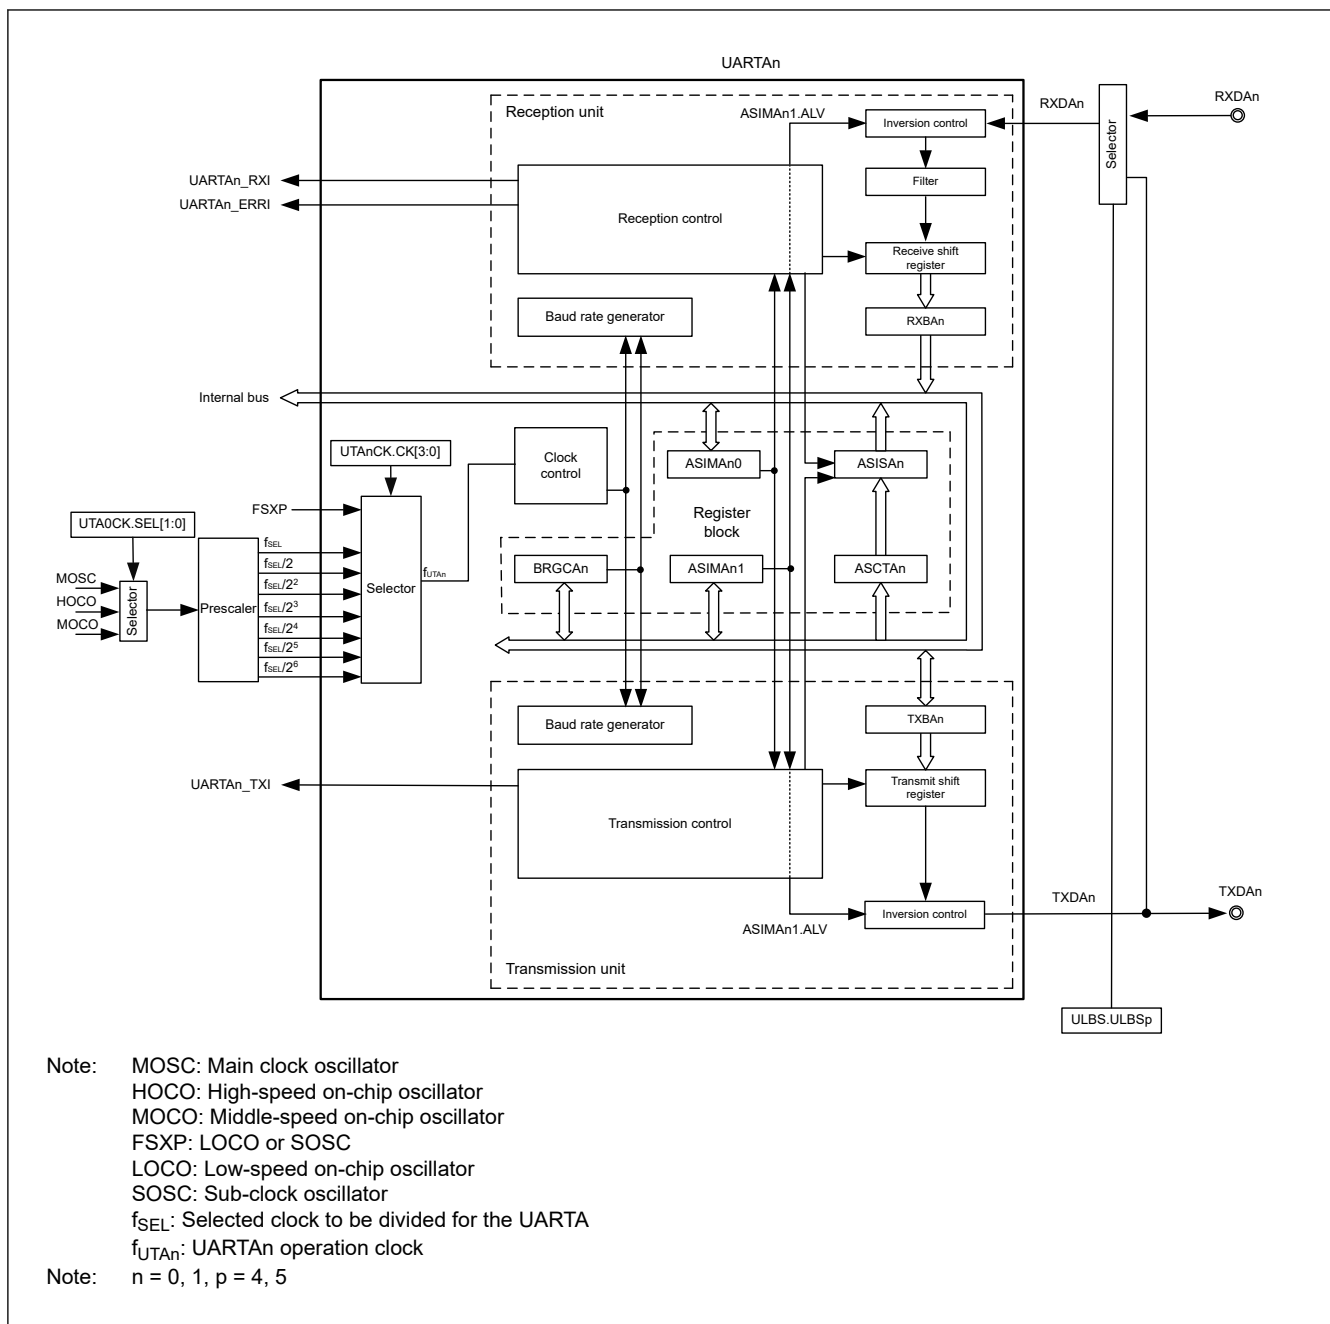 UARTAn
Reception unit
ASIMAn1.ALV
Inversion control
RXDAn
Selector
RXDAn
Filter
UARTAn_RXI
UARTAn_ERRI
Reception control
Receive shift
register
Baud rate generator
RXBAn
Internal bus
UTAnCK.CK[3:0]
Clock
control
ASIMAn0
ASISAn
FSXP
Register
block
UTA0CK.SEL[1:0]
fSEL
fSEL/2
fSEL/2²
fSEL/2³
fSEL/2⁴
fSEL/2⁵
fSEL/2⁶
MOSC
HOCO
MOCO
Selector
Prescaler
Selector
fUTAn
BRGCAn
ASIMAn1
ASCTAn
Baud rate generator
TXBAn
UARTAn_TXI
Transmit shift
register
Transmission control
Inversion control
TXDAn
TXDAn
ASIMAn1.ALV
Transmission unit
ULBS.ULBSp
Note: MOSC: Main clock oscillator
HOCO: High-speed on-chip oscillator
MOCO: Middle-speed on-chip oscillator
FSXP: LOCO or SOSC
LOCO: Low-speed on-chip oscillator
SOSC: Sub-clock oscillator
fSEL: Selected clock to be divided for the UARTA
fUTAn: UARTAn operation clock
Note: n = 0, 1, p = 4, 5